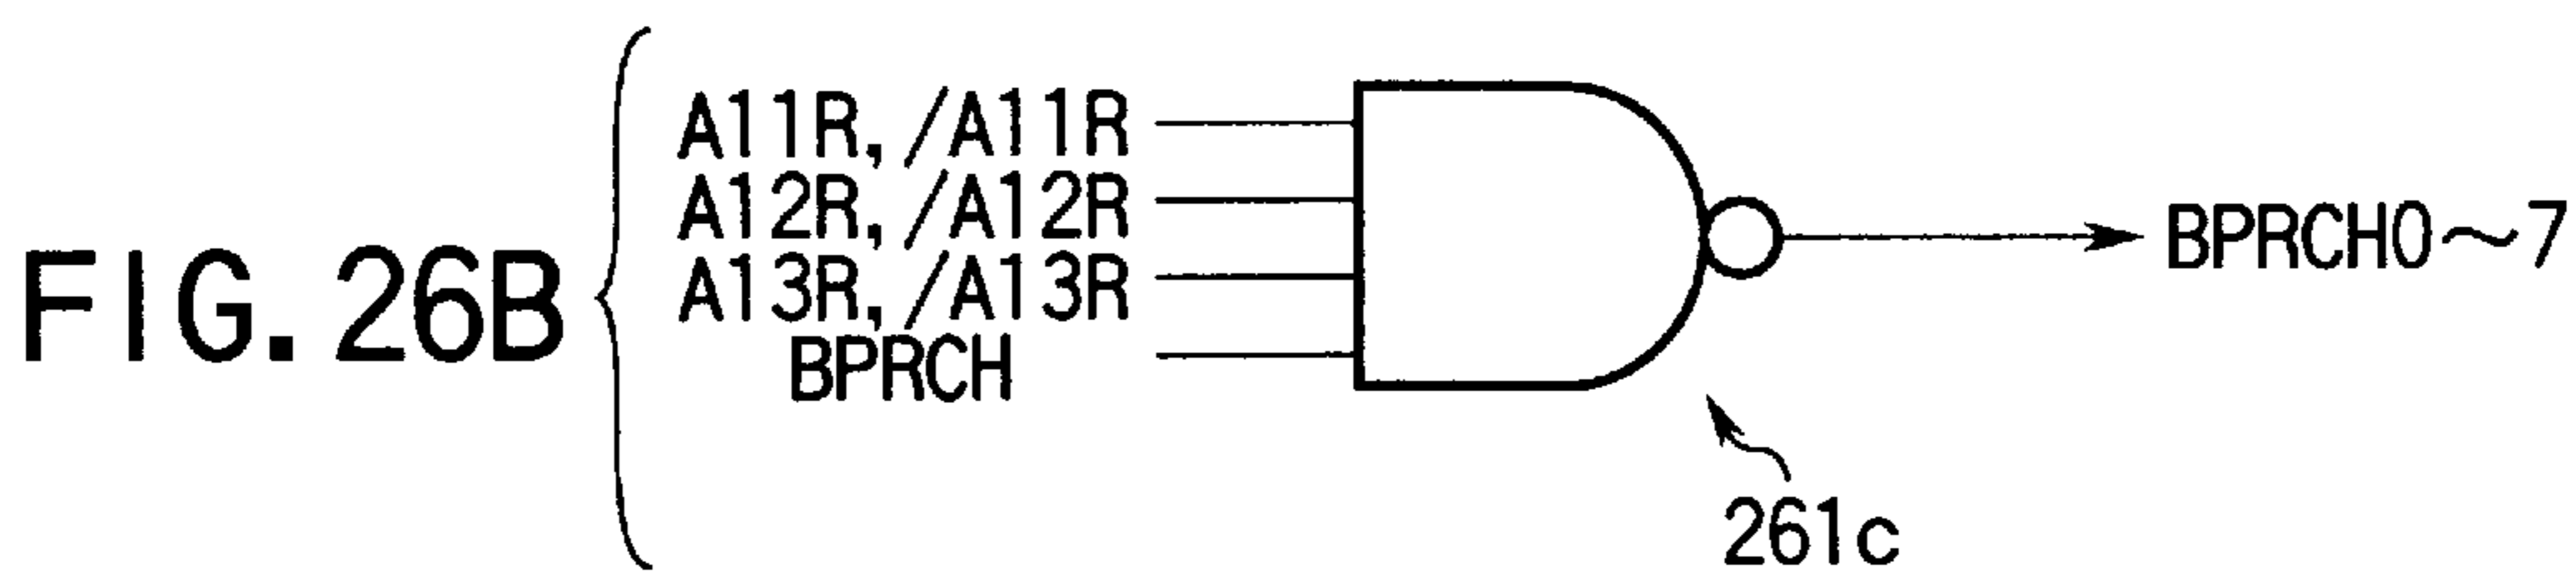 FIG. 26B
A11R, /A11R
A12R, /A12R
A13R, /A13R
BPRCH
BPRCH0~7
261c